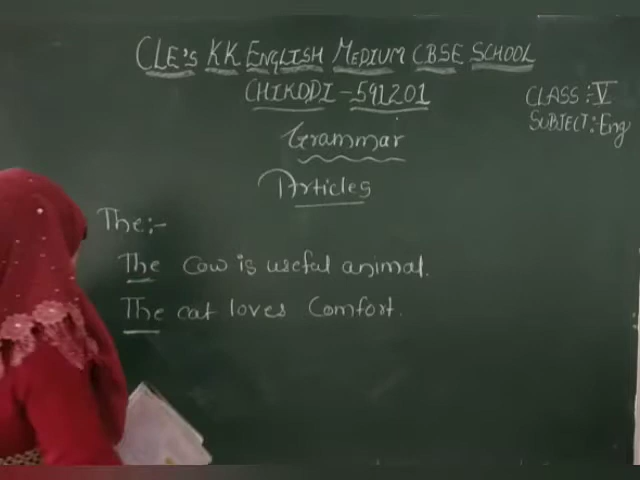 CLE's KK ENGLISH MEDIUM CBSE SCHOOL
CHIKODI - 591201
CLASS :- V
SUBJECT :- Eng
Grammar
Articles
The:-
The cow is useful animal.
The cat loves Comfort.